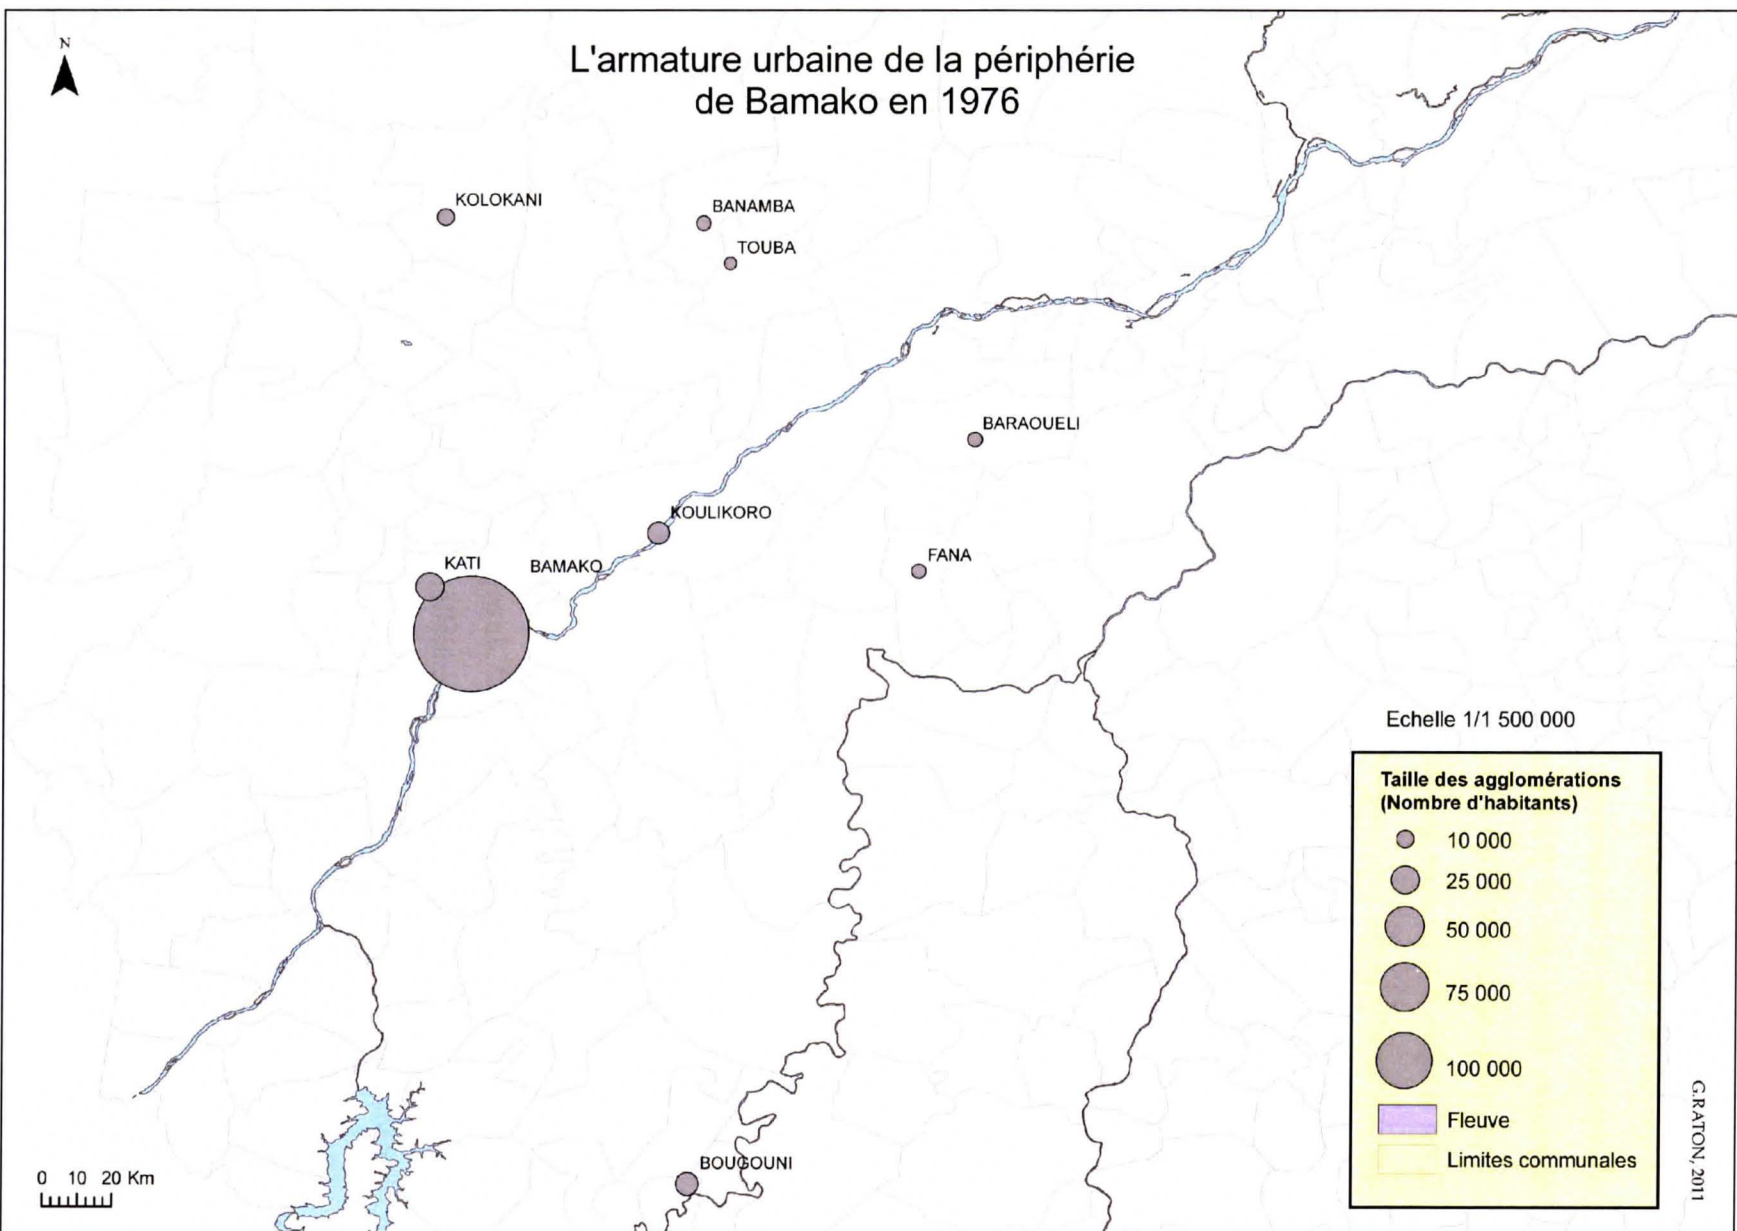 N
L'armature urbaine de la périphérie
de Bamako en 1976
KOLOKANI
BANAMBA
TOUBA
BARAOUELI
KOULIKORO
FANA
KATI
BAMAKO
Echelle 1/1 500 000
Taille des agglomérations
(Nombre d'habitants)
10 000
25 000
50 000
75 000
100 000
Fleuve
Limites communales
BOUGOUNI
0 10 20 Km
G.RATON, 2011